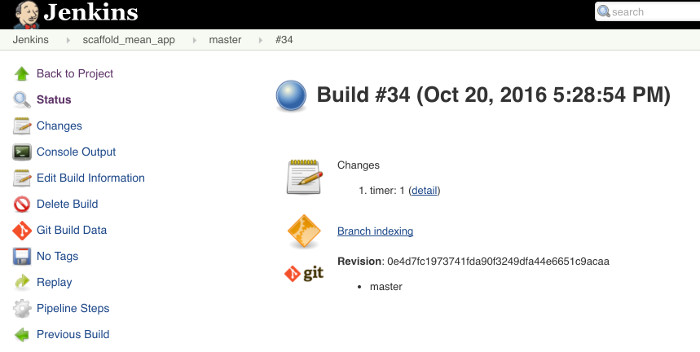 Jenkins
search
Jenkins scaffold_mean_app master #34
Back to Project
Status
Changes
Console Output
Edit Build Information
Delete Build
Git Build Data
No Tags
Replay
Pipeline Steps
Previous Build
Build #34 (Oct 20, 2016 5:28:54 PM)
Changes
1. timer: 1 (detail)
Branch indexing
git
Revision: 0e4d7fc1973741fda90f3249dfa44e6651c9acaa
master